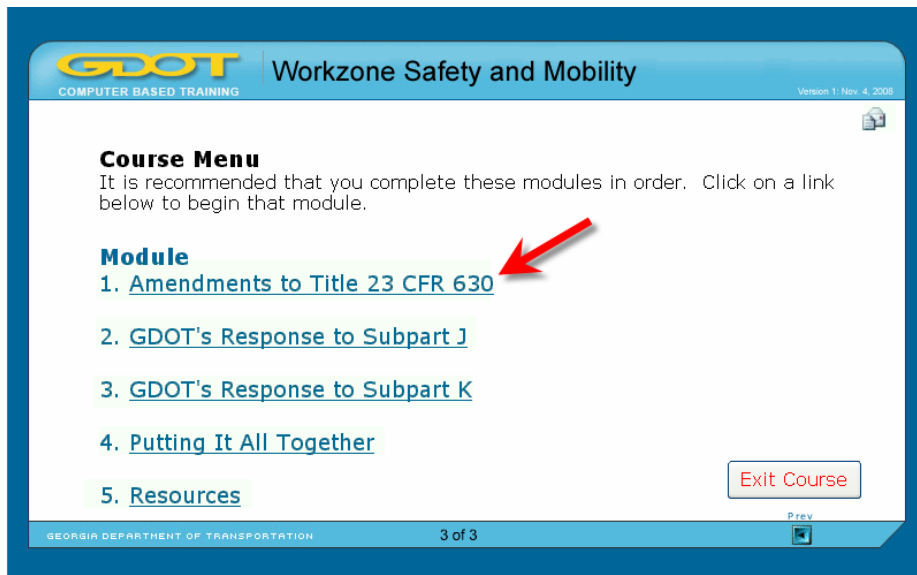 GDOT
COMPUTER BASED TRAINING
Workzone Safety and Mobility
Version 1: Nov. 4, 2008
Course Menu
It is recommended that you complete these modules in order. Click on a link
below to begin that module.
Module
1. Amendments to Title 23 CFR 630
2. GDOT's Response to Subpart J
3. GDOT's Response to Subpart K
4. Putting It All Together
5. Resources
Exit Course
Prev
GEORGIA DEPARTMENT OF TRANSPORTATION
3 of 3